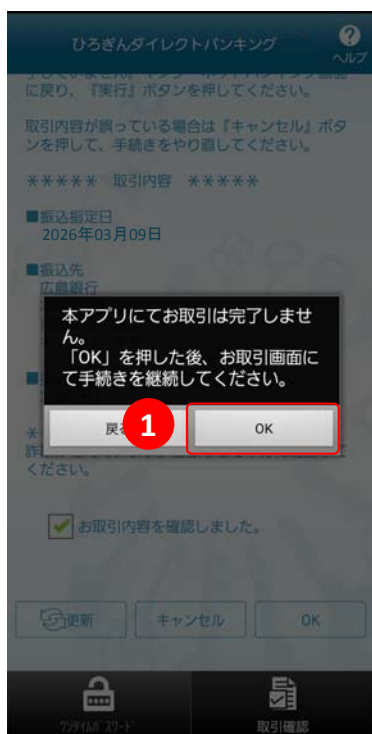 ひろぎんダイレクトバンキング
?
ヘルプ
に戻り、『実行』ボタンを押してください。
取引内容が誤っている場合は『キャンセル』ボタ
ンを押して、手続きをやり直してください。
***** 取引内容 *****
■振込指定日
2026年03月09日
■振込先
広島銀行
本アプリにてお取引は完了しませ
ん。
「OK」を押した後、お取引画面に
て手続きを継続してください。
1
OK
ください。
お取引内容を確認しました。
更新
キャンセル
OK
ワンタイムパスワード
取引確認